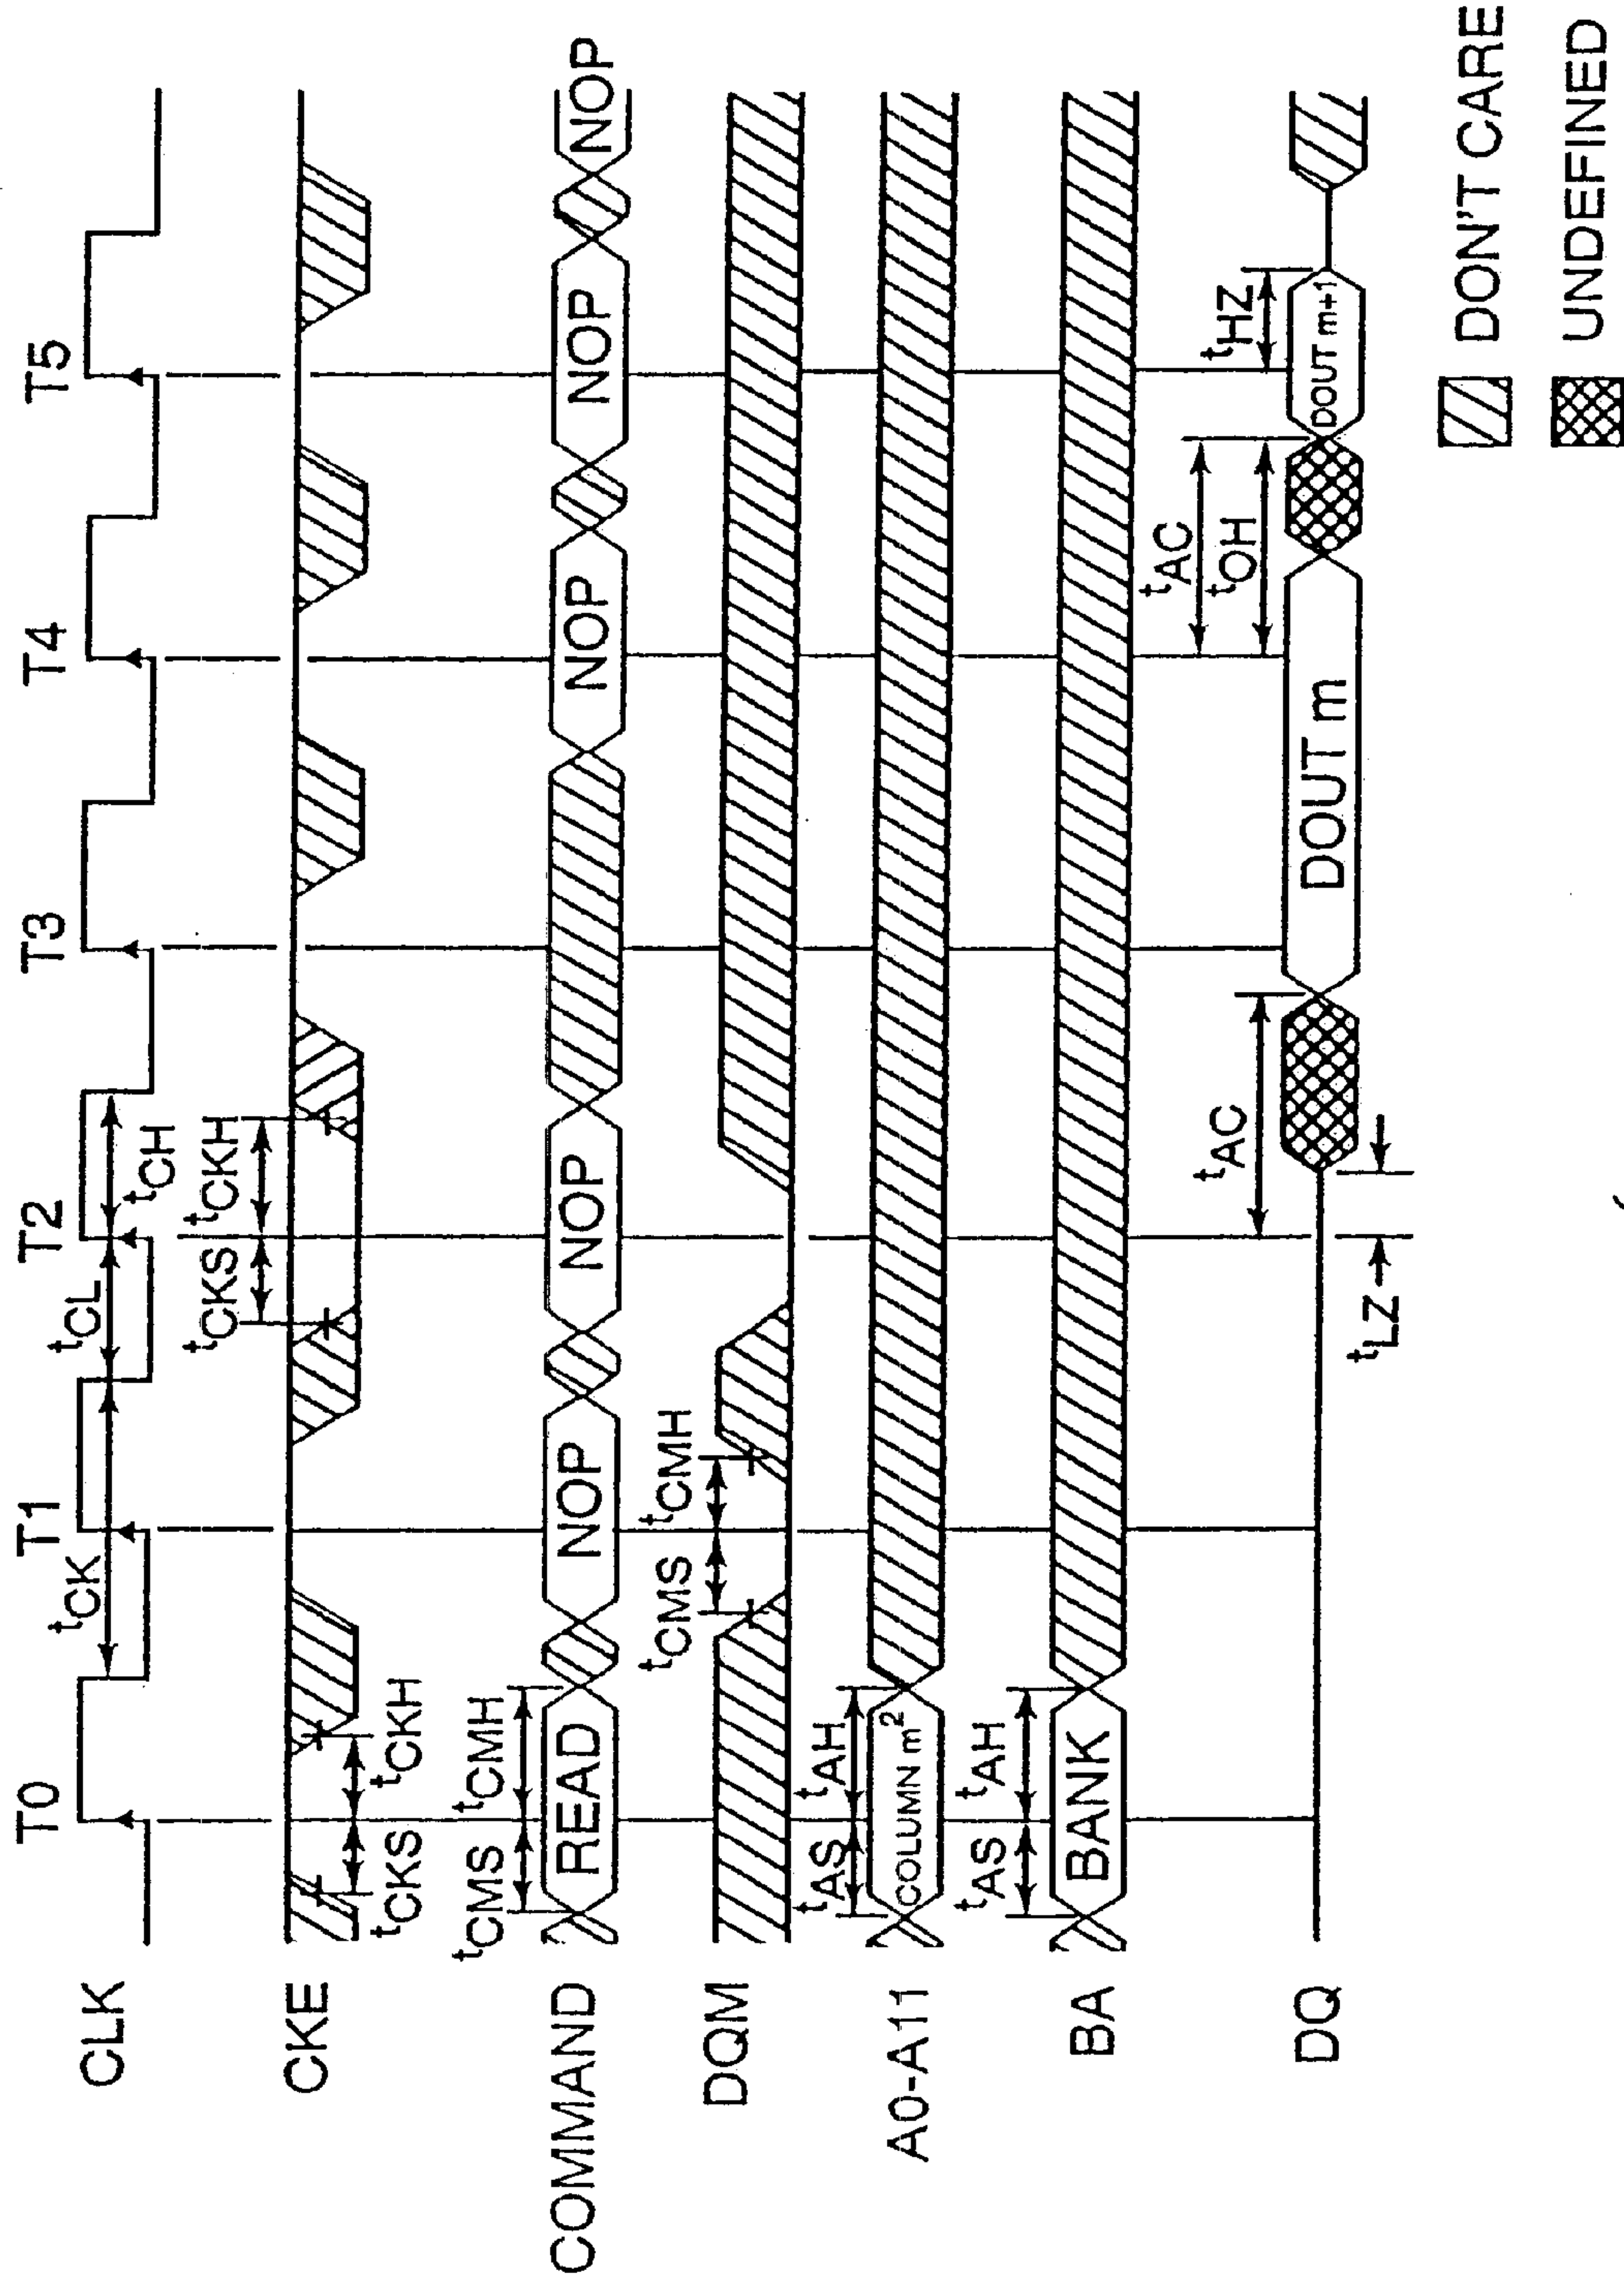 T0 T1 T2 T3 T4 T5
CLK
tCK tCL tCH
CKE
tCKS tCKH tCKS tCKH
tCMS tCMH
COMMAND READ NOP NOP NOP NOP NOP
tCMS tCMH
DQM
tAS tAH
A0-A11 COLUMN m2
tAS tAH
BA BANK
tAC tAC
tOH
tHZ
DQ DOUT m DOUT m+1
tLZ
DON'T CARE
UNDEFINED